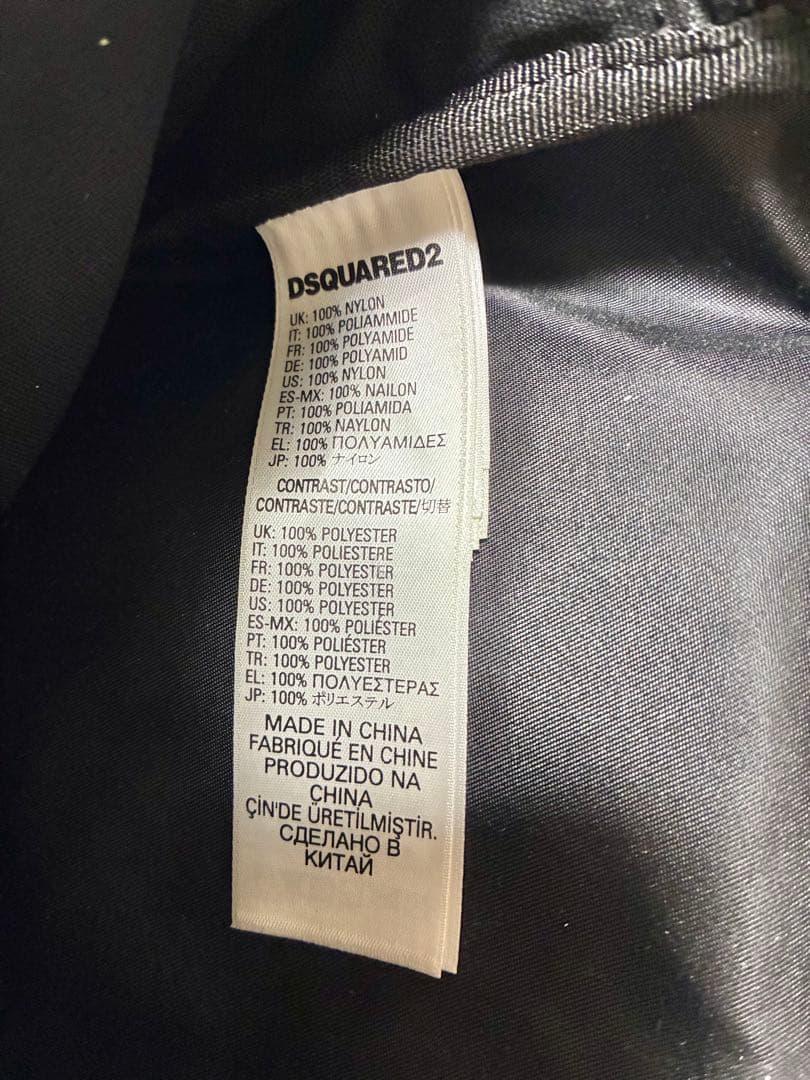 DSQUARED2
UK: 100% NYLON
IT: 100% POLIAMMIDE
FR: 100% POLYAMIDE
DE: 100% POLYAMID
US: 100% NYLON
ES-MX: 100% NAILON
PT: 100% POLIAMIDA
TR: 100% NAYLON
EL: 100% ΠΟΛΥΑΜΙΔΕΣ
JP: 100% ナイロン
CONTRAST/CONTRASTO/
CONTRASTE/CONTRASTE/切替
UK: 100% POLYESTER
IT: 100% POLIESTERE
FR: 100% POLYESTER
DE: 100% POLYESTER
US: 100% POLYESTER
ES-MX: 100% POLIÉSTER
PT: 100% POLIÉSTER
TR: 100% POLYESTER
EL: 100% ΠΟΛΥΕΣΤΕΡΑΣ
JP: 100% ポリエステル
MADE IN CHINA
FABRIQUÉ EN CHINE
PRODUZIDO NA
CHINA
ÇİN'DE ÜRETİLMİŞTİR.
СДЕЛАНО В
КИТАЙ